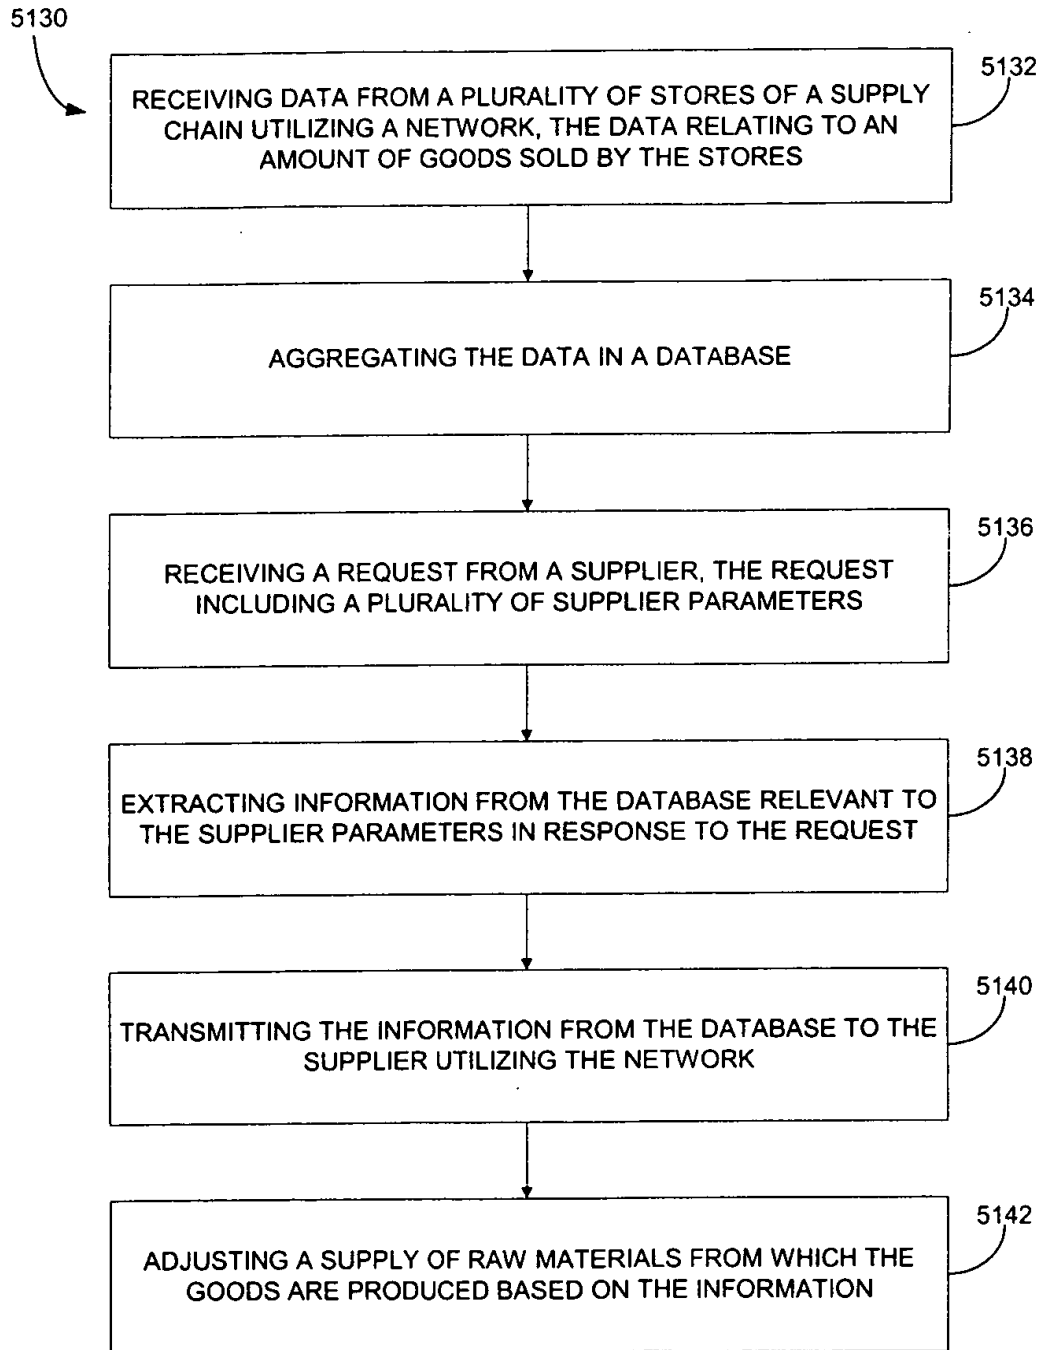 5130
5132
RECEIVING DATA FROM A PLURALITY OF STORES OF A SUPPLY
CHAIN UTILIZING A NETWORK, THE DATA RELATING TO AN
AMOUNT OF GOODS SOLD BY THE STORES
5134
AGGREGATING THE DATA IN A DATABASE
5136
RECEIVING A REQUEST FROM A SUPPLIER, THE REQUEST
INCLUDING A PLURALITY OF SUPPLIER PARAMETERS
5138
EXTRACTING INFORMATION FROM THE DATABASE RELEVANT TO
THE SUPPLIER PARAMETERS IN RESPONSE TO THE REQUEST
5140
TRANSMITTING THE INFORMATION FROM THE DATABASE TO THE
SUPPLIER UTILIZING THE NETWORK
5142
ADJUSTING A SUPPLY OF RAW MATERIALS FROM WHICH THE
GOODS ARE PRODUCED BASED ON THE INFORMATION